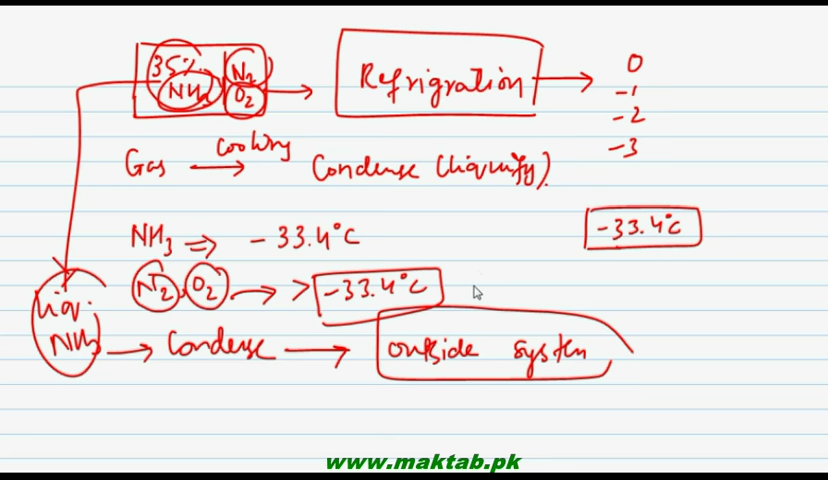 35% N2
NH3 O2 → Refrigration → 0
-1
-2
-3
Gas cooling → Condense (liquify).
NH3 ⇒ -33.4°C
-33.4°C
N2, O2 → > -33.4°C
liq. NH3 → Condense → outside system
www.maktab.pk